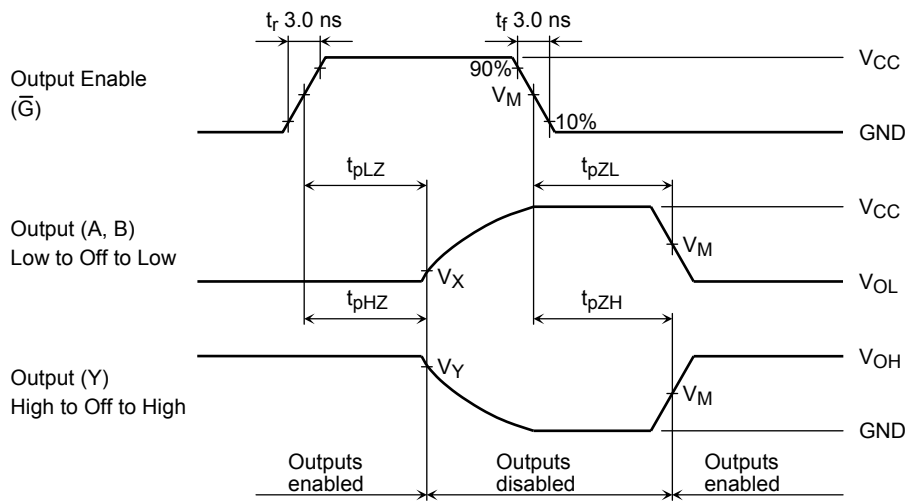 tr 3.0 ns
tf 3.0 ns
Output Enable
(G̅)
90%
VM
10%
VCC
GND
tpLZ
tpZL
Output (A, B)
Low to Off to Low
VX
VM
VCC
VOL
tpHZ
tpZH
Output (Y)
High to Off to High
VY
VM
VOH
GND
Outputs
enabled
Outputs
disabled
Outputs
enabled